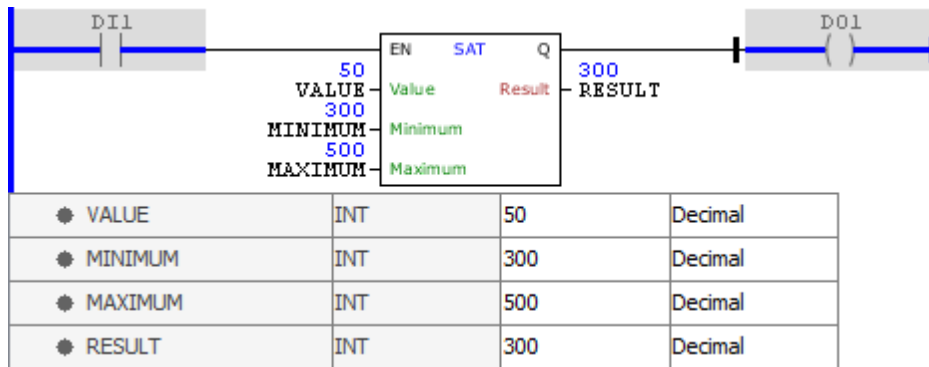 DI1 DO1
EN SAT Q
50 300
VALUE Value Result RESULT
300
MINIMUM Minimum
500
MAXIMUM Maximum
VALUE INT 50 Decimal
MINIMUM INT 300 Decimal
MAXIMUM INT 500 Decimal
RESULT INT 300 Decimal